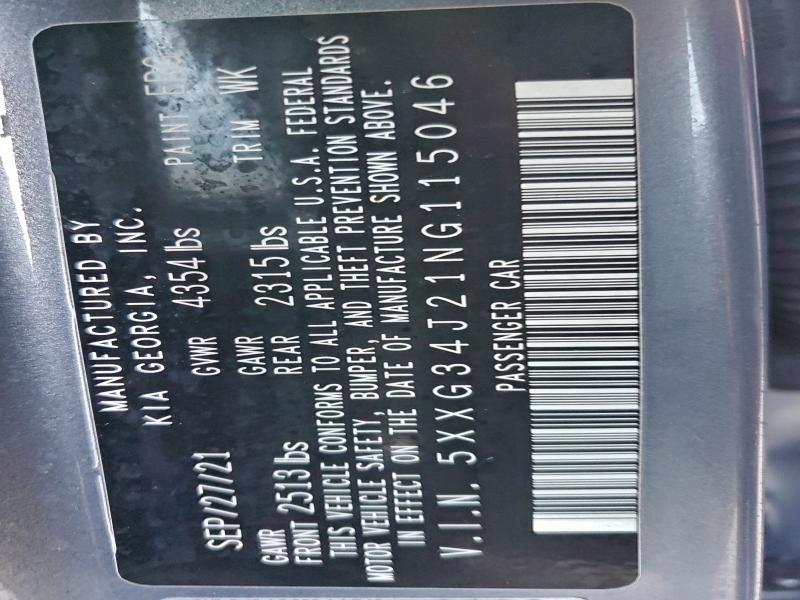 MANUFACTURED BY
KIA GEORGIA, INC.
SEP/27/21 GVWR 4354 lbs PAINT
GAWR GAWR TRIM WK
FRONT 2513 lbs REAR 2315 lbs
THIS VEHICLE CONFORMS TO ALL APPLICABLE U.S.A. FEDERAL
MOTOR VEHICLE SAFETY, BUMPER, AND THEFT PREVENTION STANDARDS
IN EFFECT ON THE DATE OF MANUFACTURE SHOWN ABOVE.
V.I.N. 5XXG34J21NG115046
PASSENGER CAR